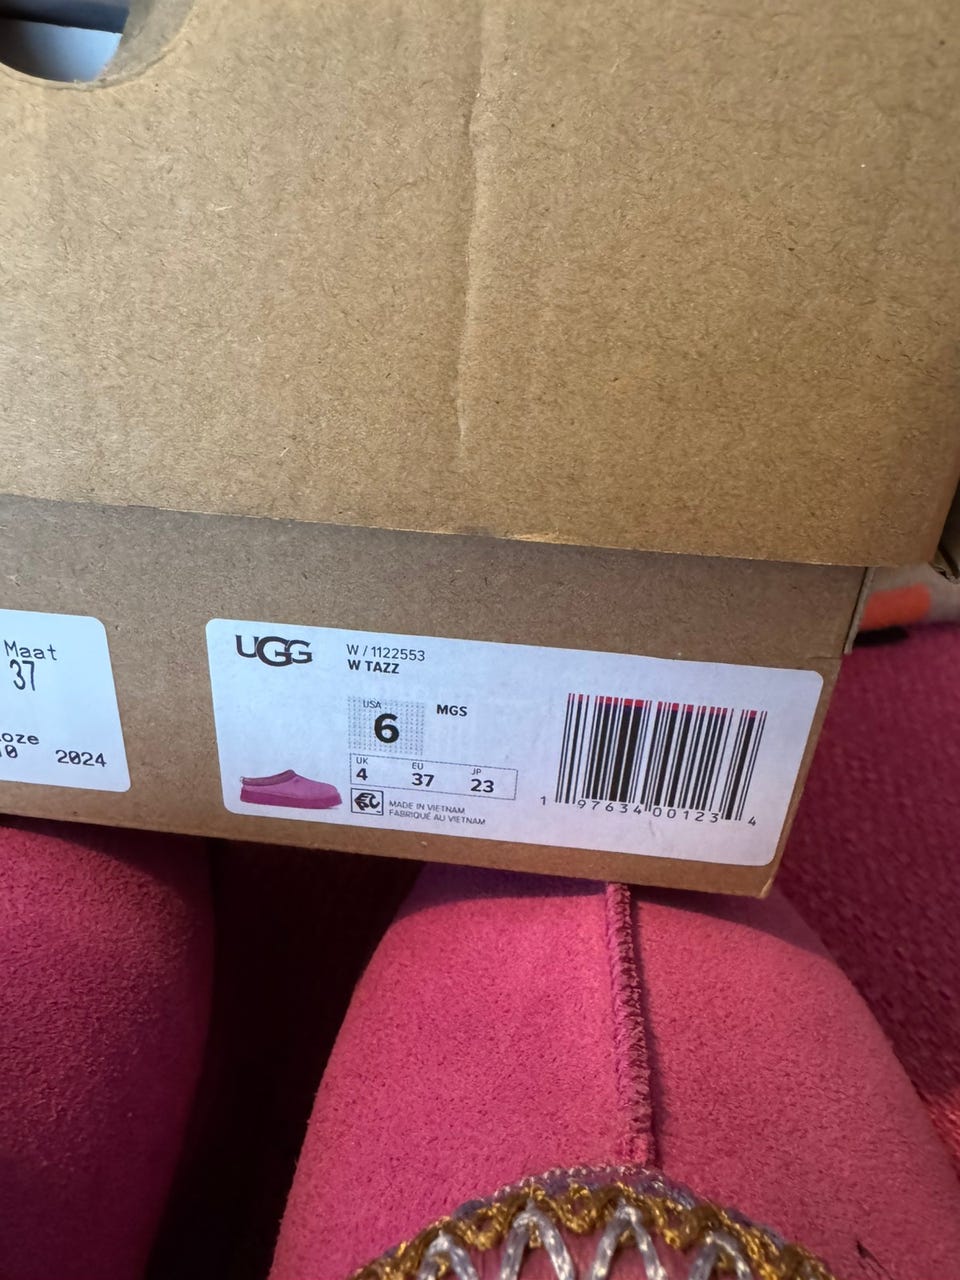 Maat
37
2024
UGG
W / 1122553
W TAZZ
USA
6
MGS
UK
4
EU
37
JP
23
MADE IN VIETNAM
FABRIQUÉ AU VIETNAM
1 97634 00123 4